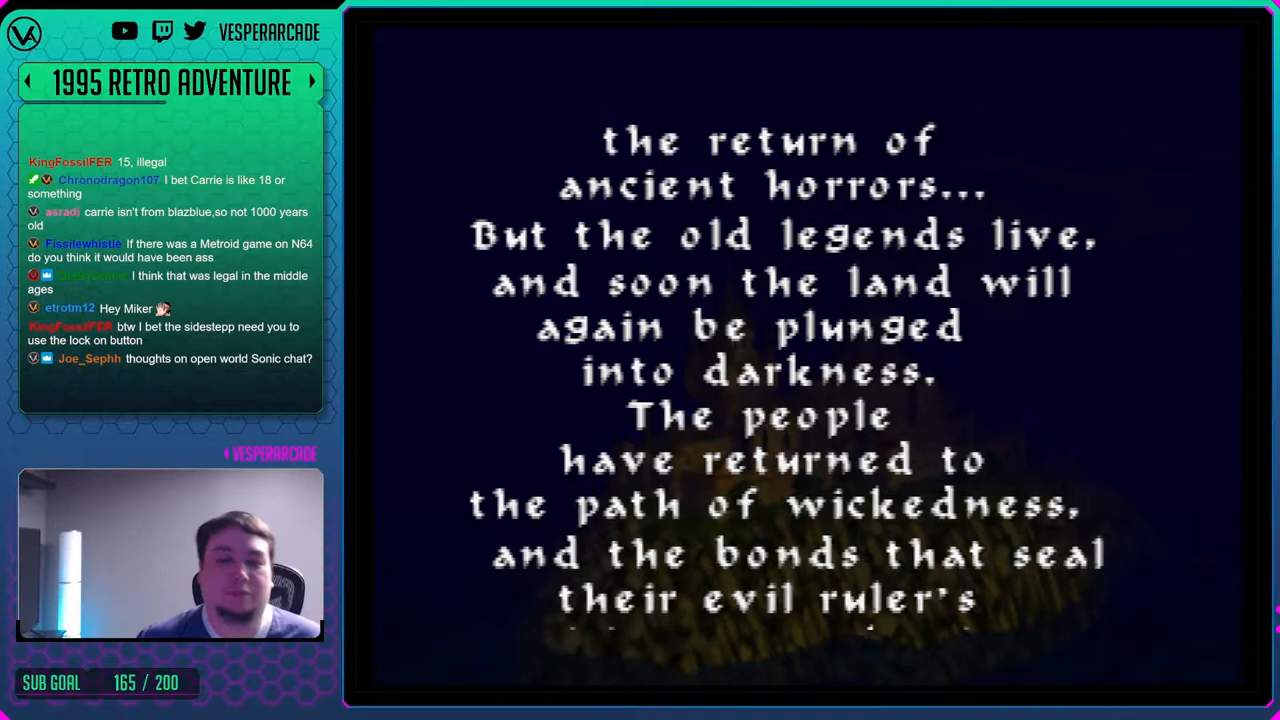 VESPERARCADE
1995 RETRO ADVENTURE
KingFossilFER 15, illegal
Chronodragon107 I bet Carrie is like 18 or
something
asradi carrie isn't from blazblue,so not 1000 years
old
Fissilewhistle If there was a Metroid game on N64
do you think it would have been ass
I think that was legal in the middle
ages
etrotm12 Hey Miker
KingFossilFER btw I bet the sidestepp need you to
use the lock on button
Joe_Sephh thoughts on open world Sonic chat?
VESPERARCADE
SUB GOAL 165 / 200
the return of
ancient horrors...
But the old legends live,
and soon the land will
again be plunged
into darkness.
The people
have returned to
the path of wickedness,
and the bonds that seal
their evil ruler's